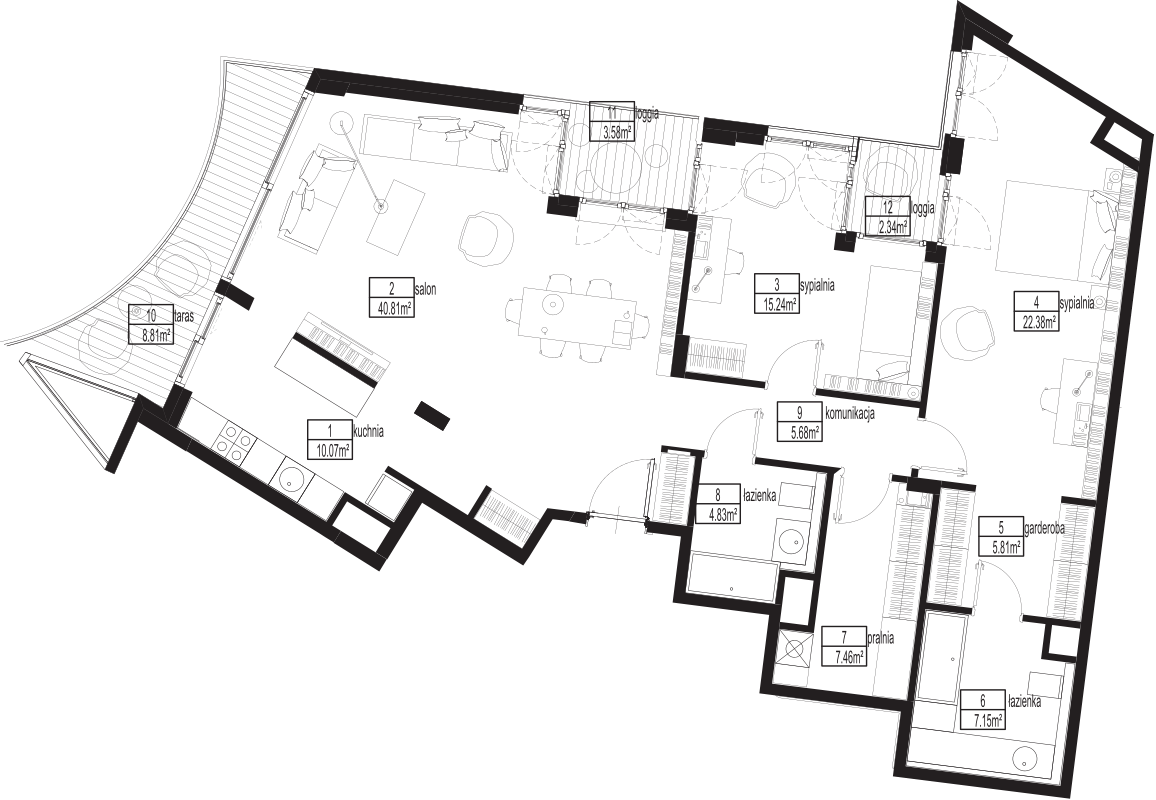 11 loggia
3.58m²
12 loggia
2.34m²
2 salon
40.81m²
3 sypialnia
15.24m²
4 sypialnia
22.38m²
10 taras
8.81m²
1 kuchnia
10.07m²
9 komunikacja
5.68m²
8 łazienka
4.83m²
5 garderoba
5.81m²
7 pralnia
7.46m²
6 łazienka
7.15m²